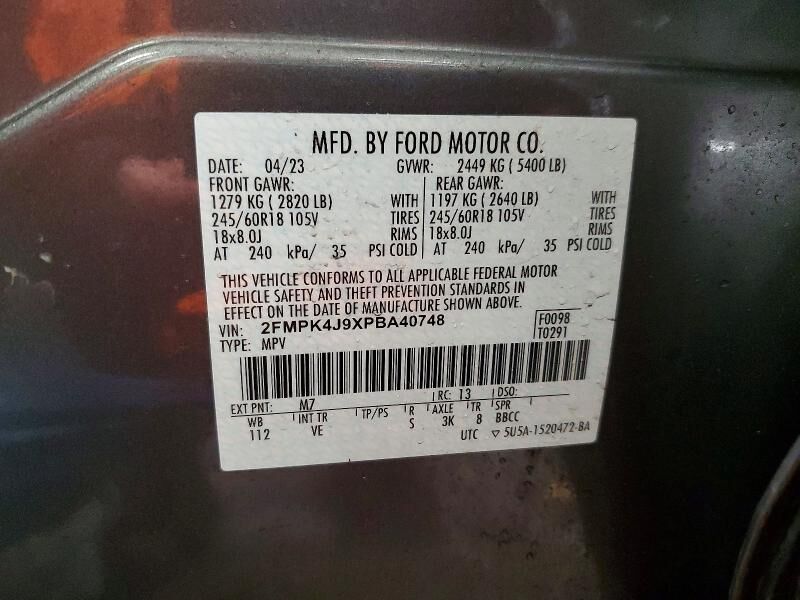 MFD. BY FORD MOTOR CO.
DATE: 04/23 GVWR: 2449 KG ( 5400 LB)
FRONT GAWR: REAR GAWR:
1279 KG ( 2820 LB) WITH 1197 KG ( 2640 LB) WITH
245/60R18 105V TIRES 245/60R18 105V TIRES
18x8.0J RIMS 18x8.0J RIMS
AT 240 kPa/ 35 PSI COLD AT 240 kPa/ 35 PSI COLD
THIS VEHICLE CONFORMS TO ALL APPLICABLE FEDERAL MOTOR
VEHICLE SAFETY AND THEFT PREVENTION STANDARDS IN
EFFECT ON THE DATE OF MANUFACTURE SHOWN ABOVE.
VIN: 2FMPK4J9XPBA40748 F0098
TYPE: MPV T0291
EXT PNT: M7 RC: 13 DSO:
WB INT TR TP/PS R AXLE TR SPR
112 VE S 3K 8 BBCC
UTC ▽ 5U5A-1520472-BA